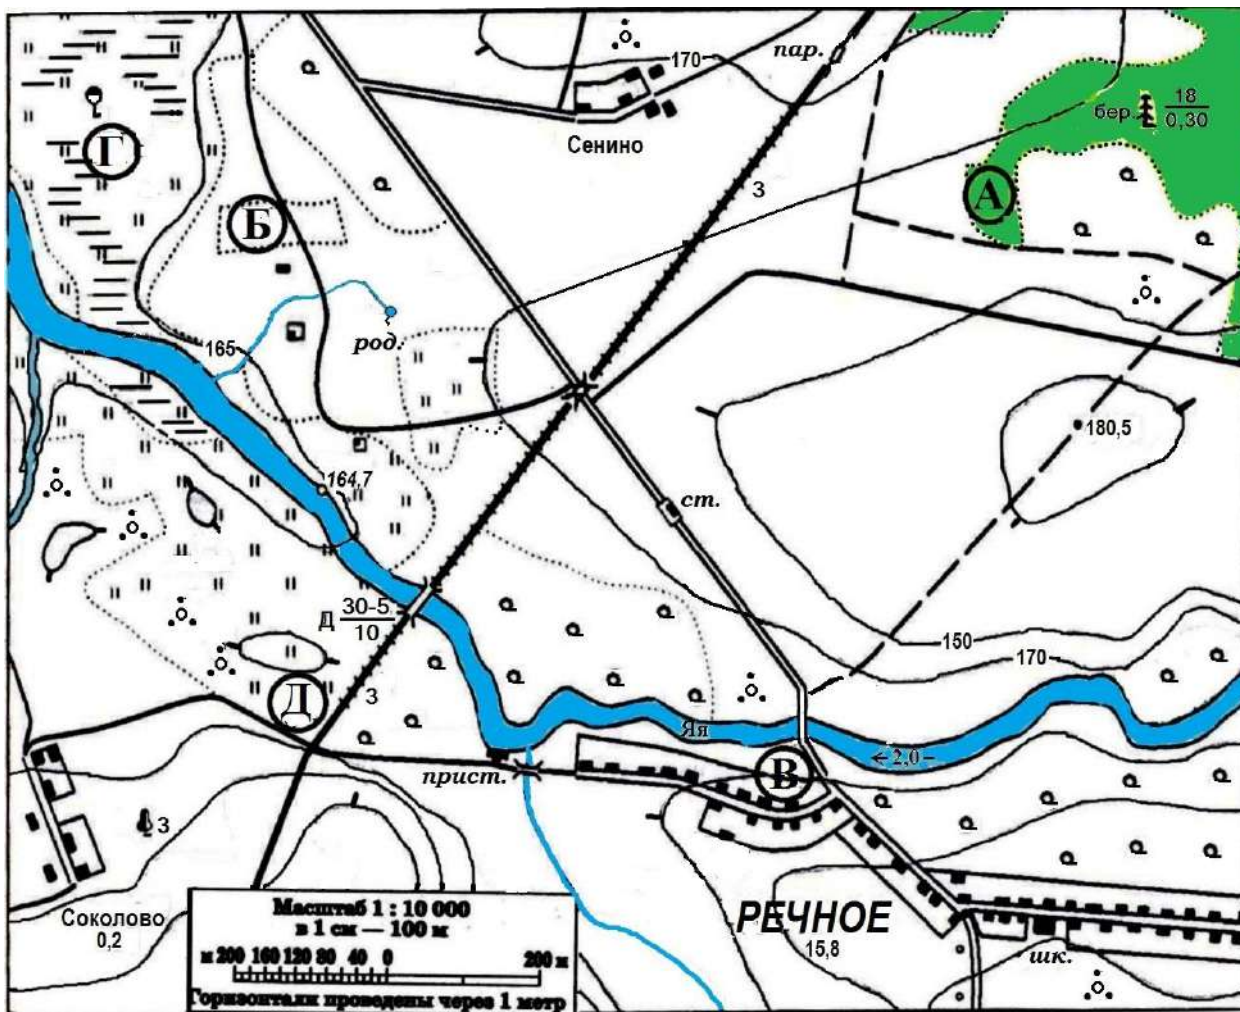 170
пар.
бер. 18
0,30
Г
Сенино
А
3
Б
род.
165
180,5
164,7
ст.
Д 30-5
10
150
170
3
Д
Яя
2,0
прист.
В
3
Соколово
0,2
РЕЧНОЕ
15,8
шк.
Масштаб 1 : 10 000
в 1 см — 100 м
м 200 160 120 80 40 0 200 м
Горизонтали проведены через 1 метр